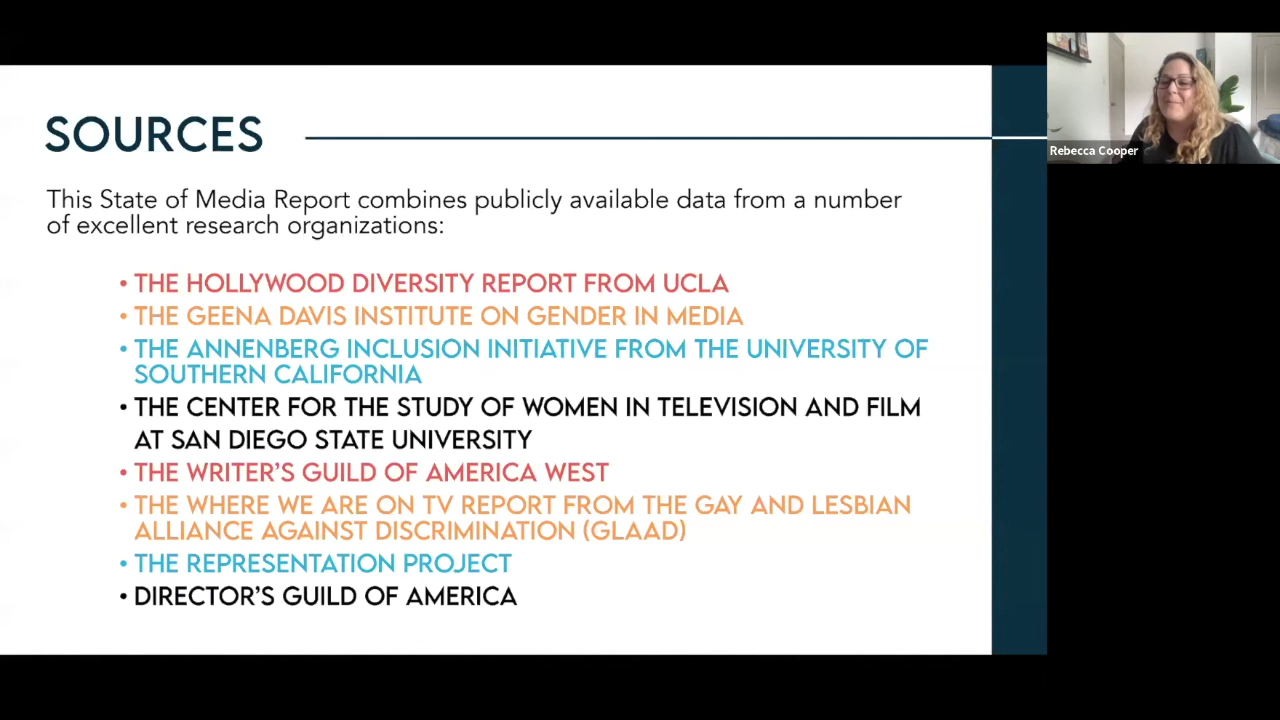 SOURCES
Rebecca Cooper
This State of Media Report combines publicly available data from a number
of excellent research organizations:
• THE HOLLYWOOD DIVERSITY REPORT FROM UCLA
• THE GEENA DAVIS INSTITUTE ON GENDER IN MEDIA
• THE ANNENBERG INCLUSION INITIATIVE FROM THE UNIVERSITY OF
SOUTHERN CALIFORNIA
• THE CENTER FOR THE STUDY OF WOMEN IN TELEVISION AND FILM
AT SAN DIEGO STATE UNIVERSITY
• THE WRITER'S GUILD OF AMERICA WEST
• THE WHERE WE ARE ON TV REPORT FROM THE GAY AND LESBIAN
ALLIANCE AGAINST DISCRIMINATION (GLAAD)
• THE REPRESENTATION PROJECT
• DIRECTOR'S GUILD OF AMERICA